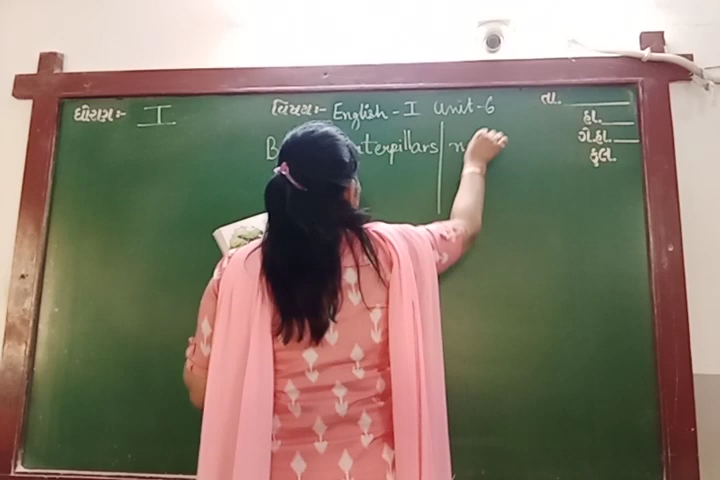 ધોરણ:- I વિષય:- English - I Unit-6 તા.
હા.
ગે.હા.
કુલ.
B terpillars n